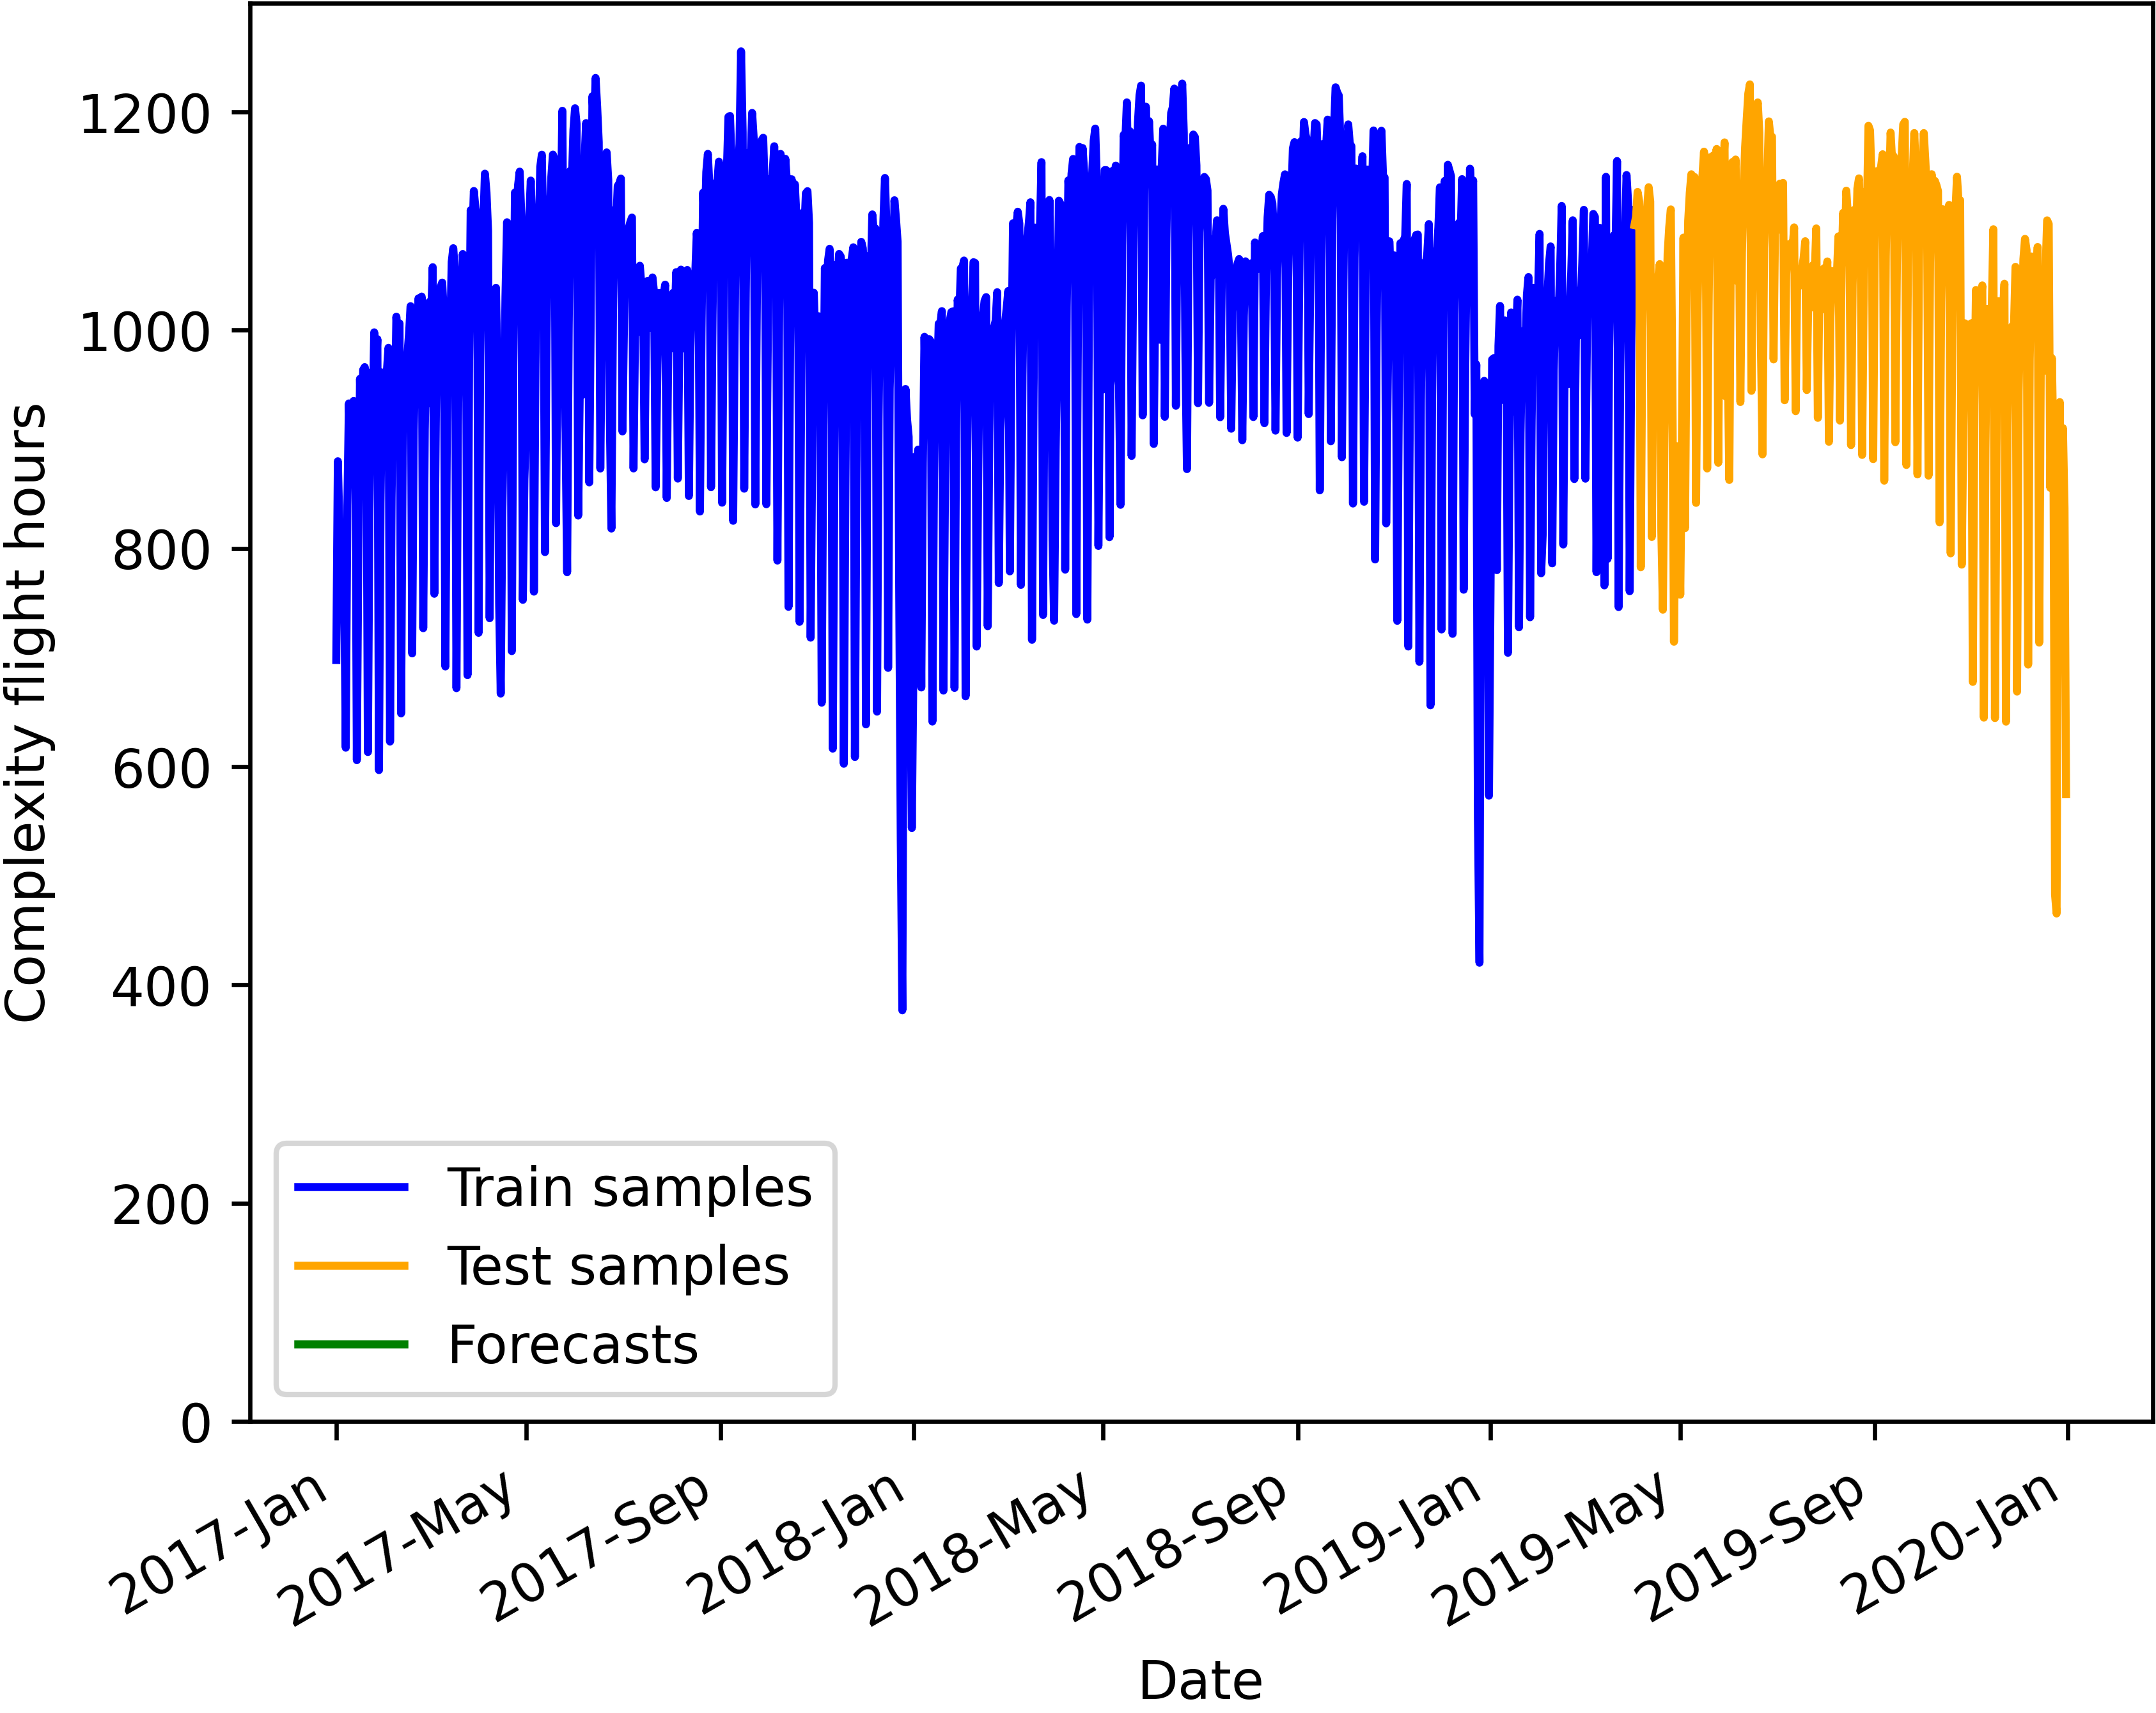 Complexity flight hours
1200
1000
800
600
400
200
0
Train samples
Test samples
Forecasts
2017-Jan
2017-May
2017-Sep
2018-Jan
2018-May
2018-Sep
2019-Jan
2019-May
2019-Sep
2020-Jan
Date